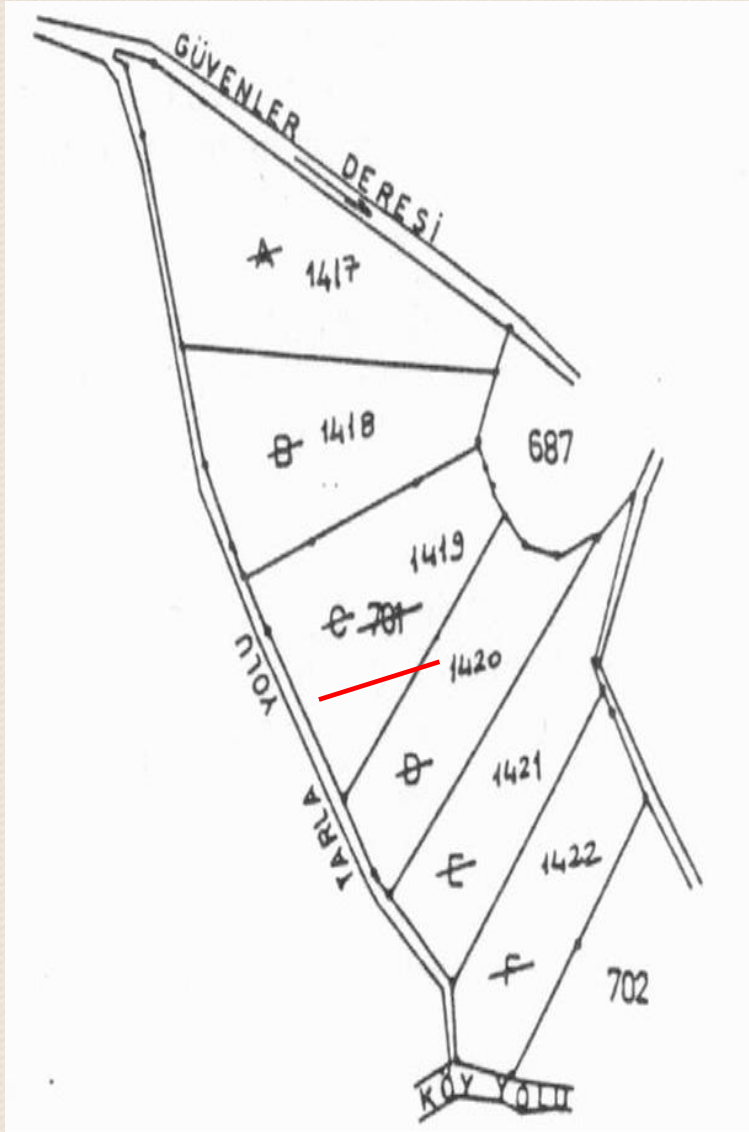 GÜVENLER DERESİ
A 1417
B 1418
687
1419
C 701
1420
D
1421
E
1422
F
702
TARLA YOLU
KÖY YOLU